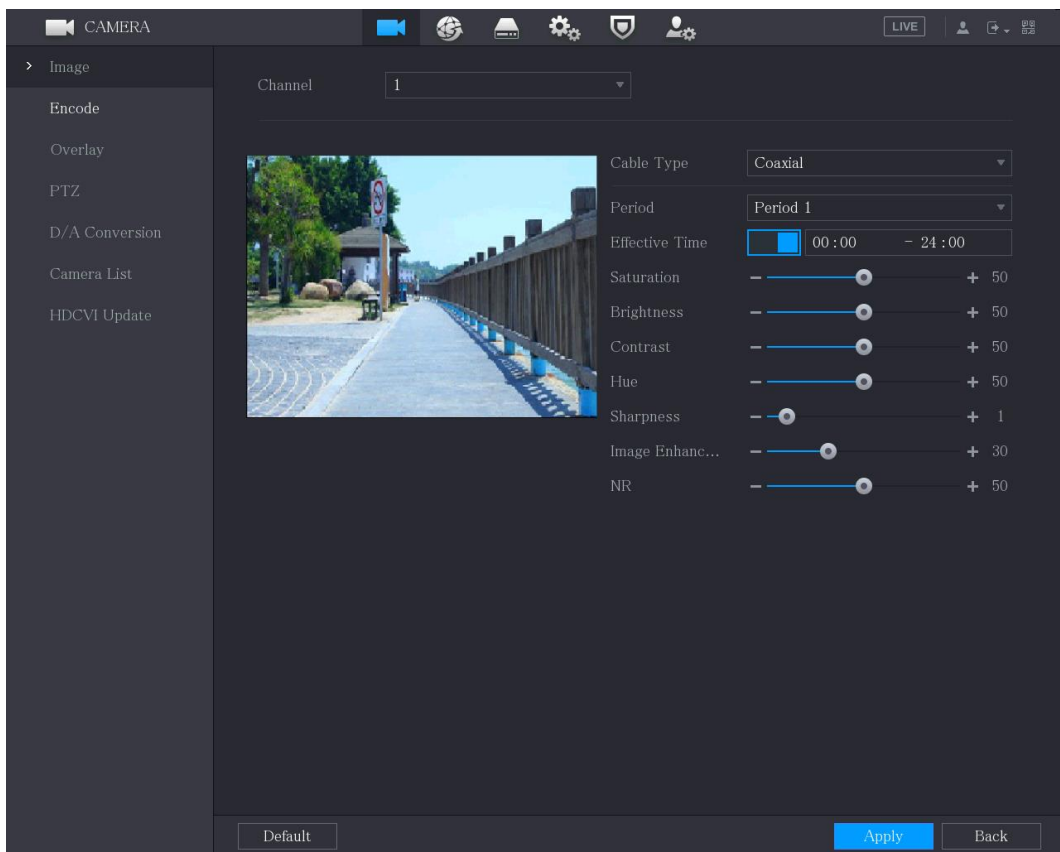 CAMERA LIVE
Image
Encode
Overlay
PTZ
D/A Conversion
Camera List
HDCVI Update
Channel 1
Cable Type Coaxial
Period Period 1
Effective Time 00:00 - 24:00
Saturation 50
Brightness 50
Contrast 50
Hue 50
Sharpness 1
Image Enhanc... 30
NR 50
Default Apply Back